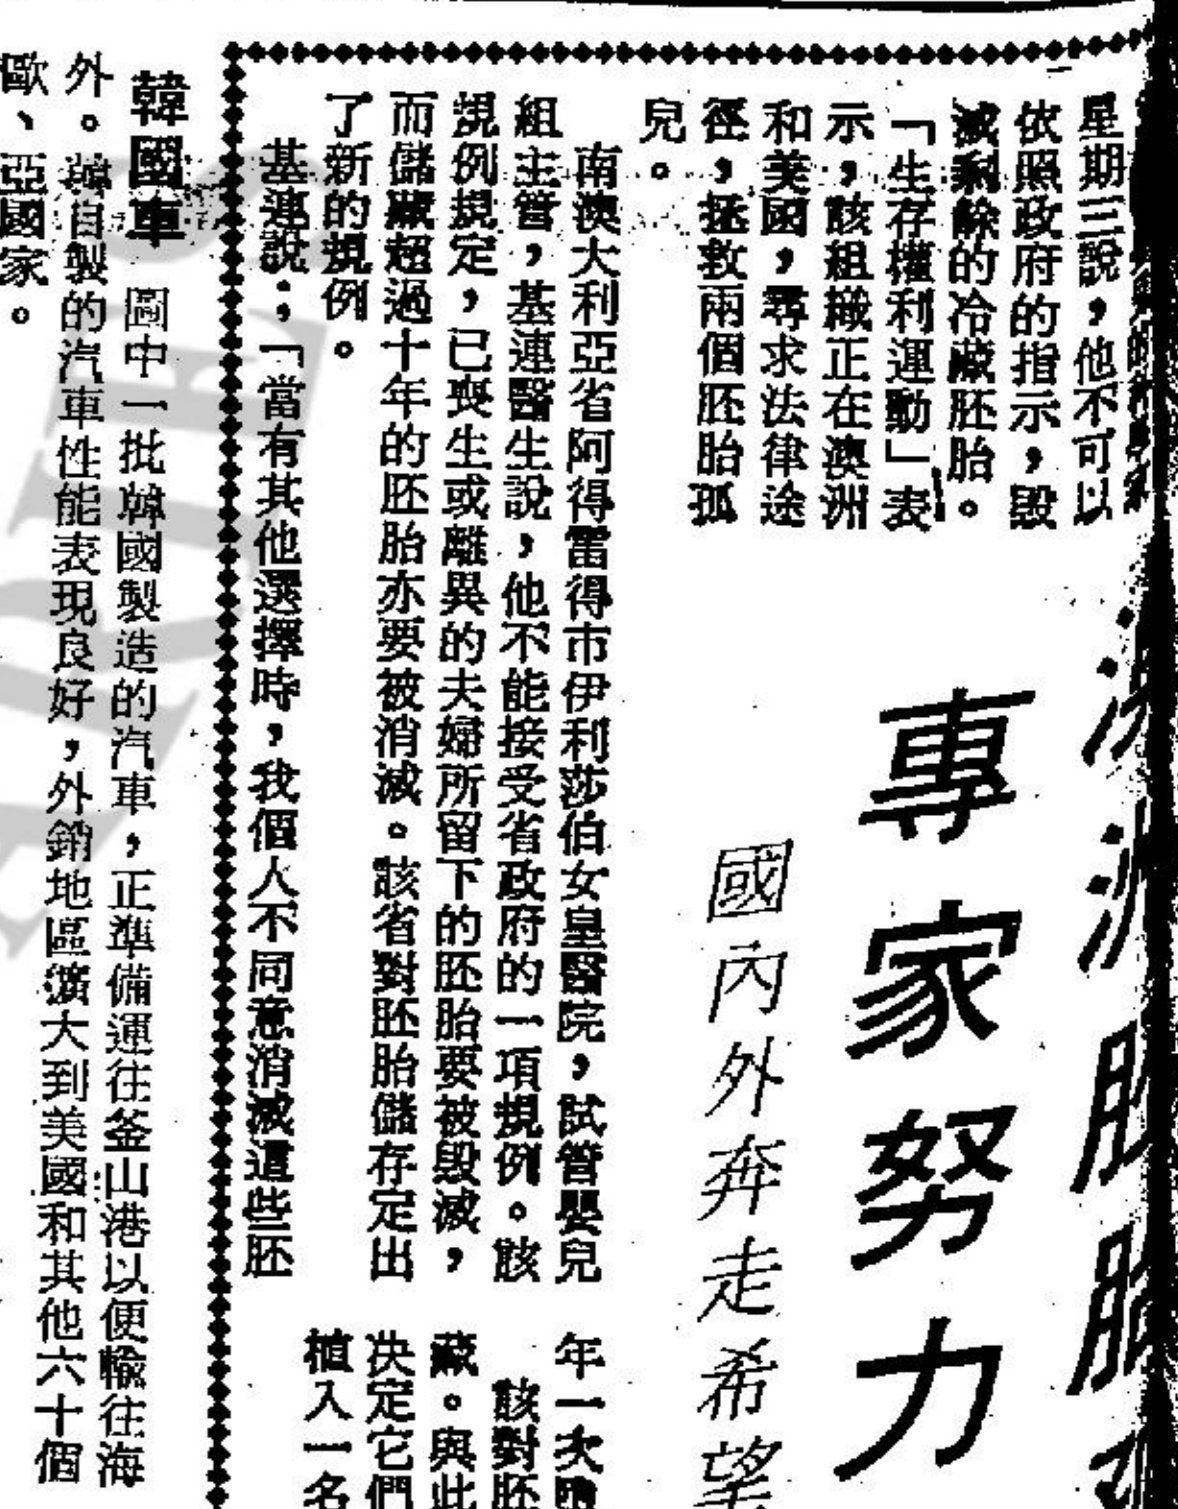 專家努力
國內外奔走希望
星期三說，他不可以
依照政府的指示，毀
滅剩餘的冷藏胚胎。
「生存權利運動」表
示，該組織正在澳洲
和美國，尋求法律途
徑，拯救兩個胚胎孤
兒。
南澳大利亞省阿得雷得市伊利莎伯女皇醫院，試管嬰兒
組主管，基連醫生說，他不能接受省政府的一項規例。該
規例規定，已喪生或離異的夫婦所留下的胚胎要被毀滅，
而儲藏超過十年的胚胎亦要被消滅。該省對胚胎儲存定出
了新的規例。
基連說：「當有其他選擇時，我個人不同意消滅這些胚
年一次
該對胚
藏。與此
決定它們
植入一名
韓國車 圖中一批韓國製造的汽車，正準備運往釜山港以便輸往海
外。韓自製的汽車性能表現良好，外銷地區擴大到美國和其他六十個
歐、亞國家。